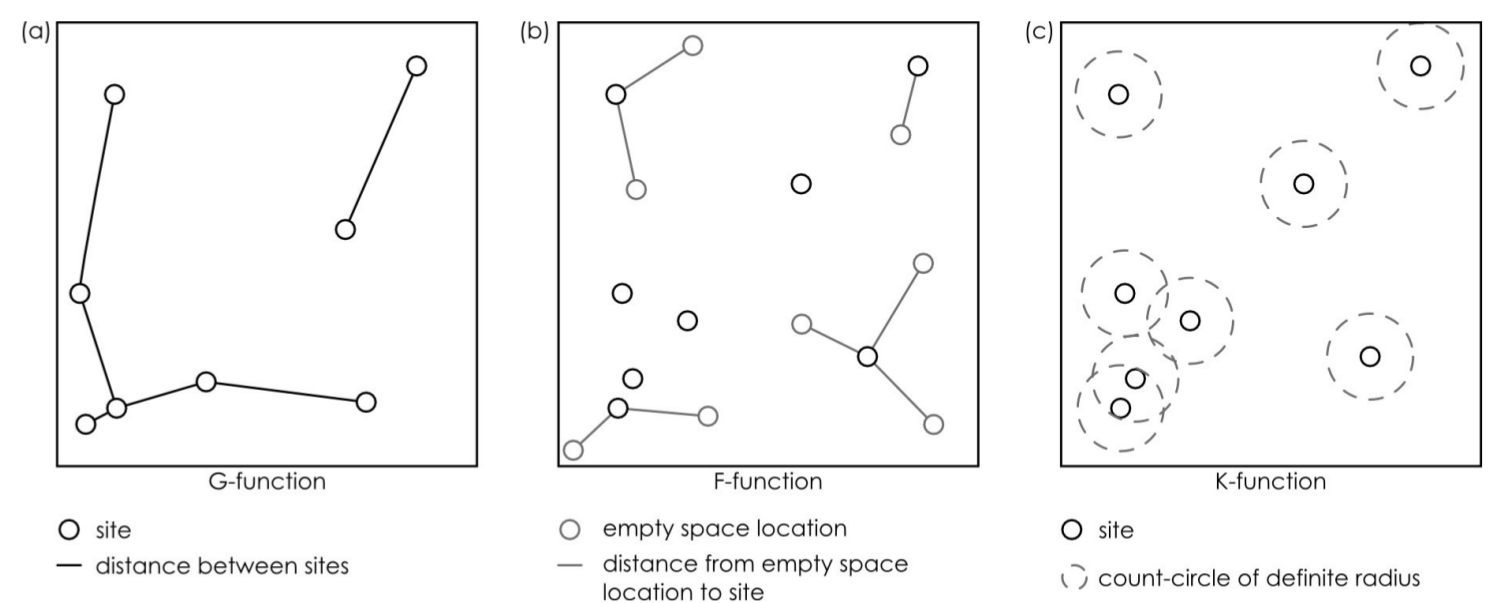 (a)
(b)
(c)
G-function
F-function
K-function
site
distance between sites
empty space location
distance from empty space
location to site
site
count-circle of definite radius